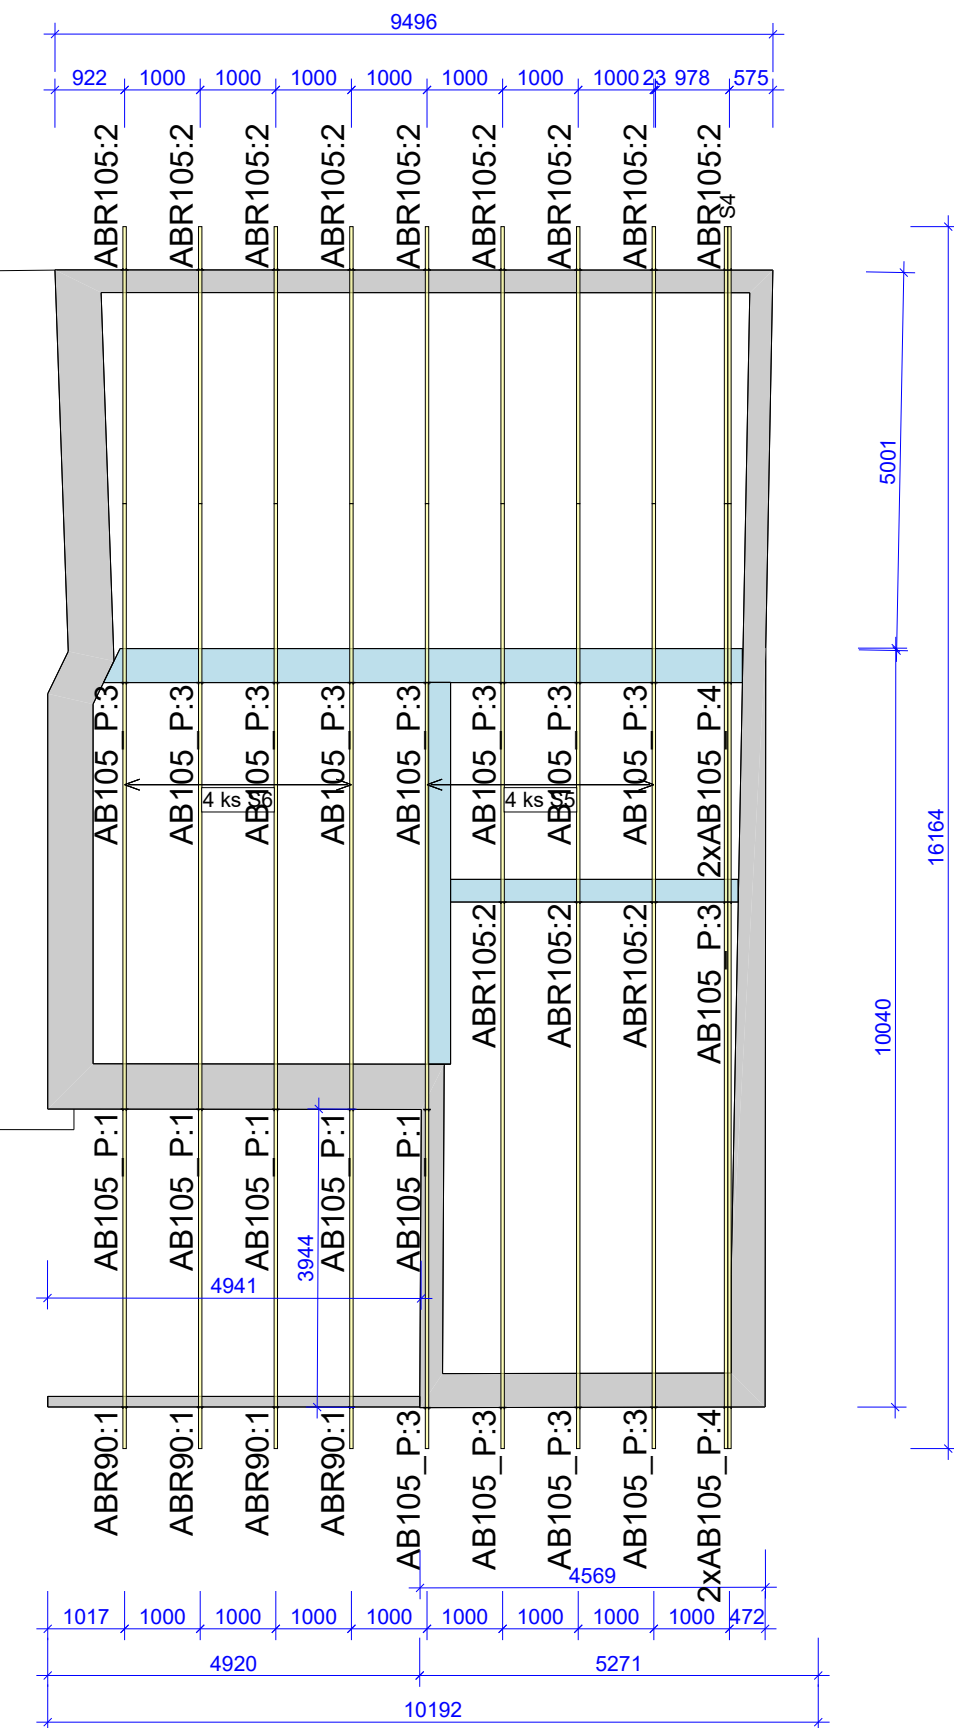 9496
922 1000 1000 1000 1000 1000 1000 1000 23 978 575
ABR105:2 ABR105:2 ABR105:2 ABR105:2 ABR105:2 ABR105:2 ABR105:2 ABR105:2 ABR105:2
S4
5001
AB105_P:3 AB105_P:3 AB105_P:3 AB105_P:3 AB105_P:3 AB105_P:3 AB105_P:3 AB105_P:3 2xAB105_P:4
4 ks S6 4 ks S5
16164
ABR105:2 ABR105:2 ABR105:2 AB105_P:3
10040
AB105_P:1 AB105_P:1 AB105_P:1 AB105_P:1 AB105_P:1
3944
4941
ABR90:1 ABR90:1 ABR90:1 ABR90:1 AB105_P:3 AB105_P:3 AB105_P:3 AB105_P:3 2xAB105_P:4
4569
1017 1000 1000 1000 1000 1000 1000 1000 1000 472
4920 5271
10192